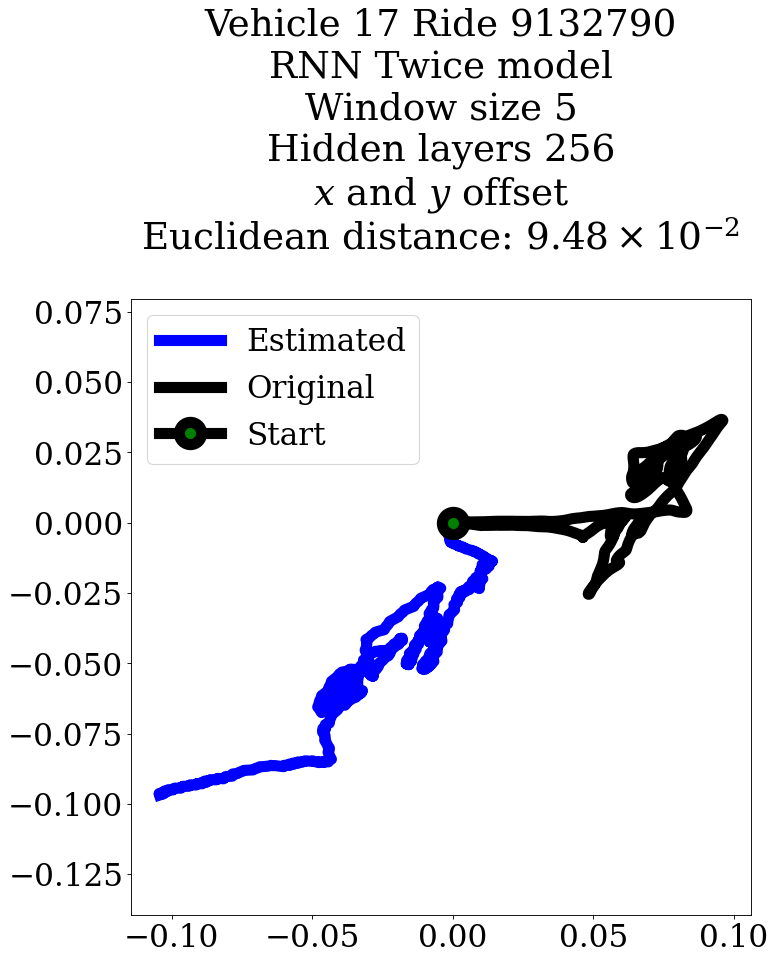 Vehicle 17 Ride 9132790
RNN Twice model
Window size 5
Hidden layers 256
x and y offset
Euclidean distance: 9.48 × 10⁻²
Estimated
Original
Start
0.075
0.050
0.025
0.000
−0.025
−0.050
−0.075
−0.100
−0.125
−0.10 −0.05 0.00 0.05 0.10